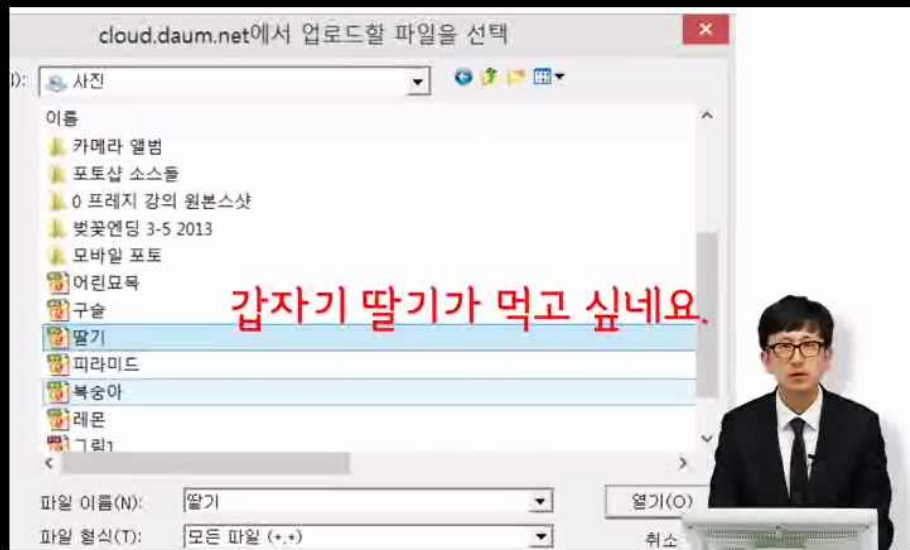 cloud.daum.net에서 업로드할 파일을 선택
I): 사진
이름
카메라 앨범
포토샵 소스들
0 프레지 강의 원본스샷
벚꽃엔딩 3-5 2013
모바일 포토
어린묘목
구슬
갑자기 딸기가 먹고 싶네요.
딸기
피라미드
복숭아
레몬
그림1
파일 이름(N): 딸기 열기(O)
파일 형식(T): 모든 파일 (*.*) 취소